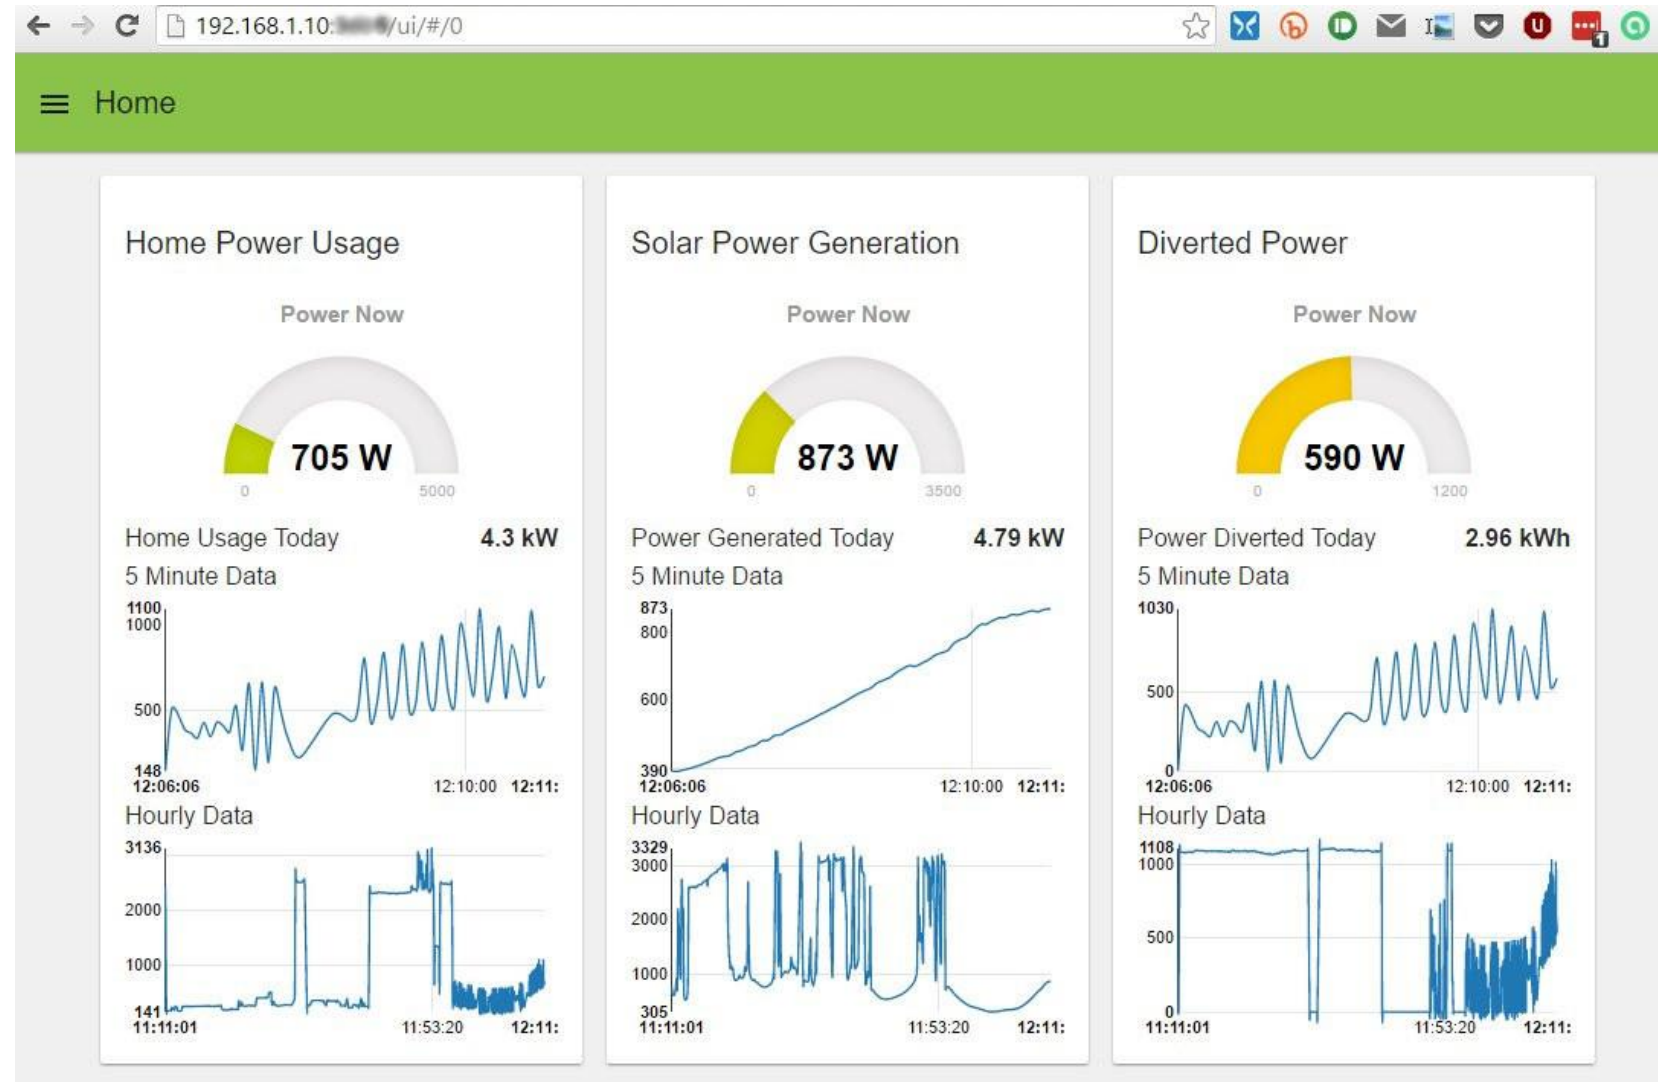 192.168.1.10: /ui/#/0
1
Home
Home Power Usage
Power Now
705 W
0 5000
Home Usage Today 4.3 kW
5 Minute Data
1100
1000
500
148
12:06:06 12:10:00 12:11:
Hourly Data
3136
2000
1000
141
11:11:01 11:53:20 12:11:
Solar Power Generation
Power Now
873 W
0 3500
Power Generated Today 4.79 kW
5 Minute Data
873
800
600
390
12:06:06 12:10:00 12:11:
Hourly Data
3329
3000
2000
1000
305
11:11:01 11:53:20 12:11:
Diverted Power
Power Now
590 W
0 1200
Power Diverted Today 2.96 kWh
5 Minute Data
1030
500
0
12:06:06 12:10:00 12:11:
Hourly Data
1108
1000
500
0
11:11:01 11:53:20 12:11: